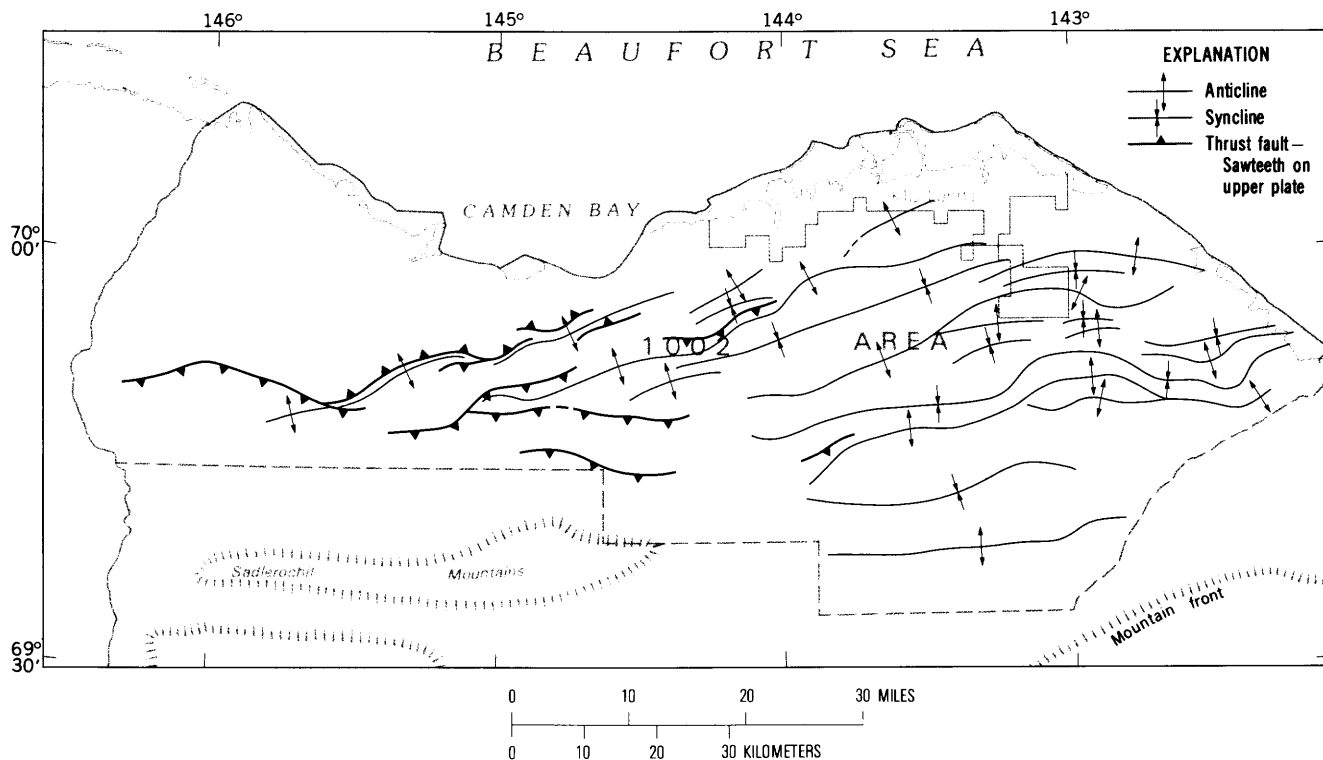 146° 145° 144° 143°
BEAUFORT SEA
EXPLANATION
Anticline
Syncline
Thrust fault—
Sawteeth on
upper plate
CAMDEN BAY
70°
00'
1002 AREA
Sadlerochit Mountains
Mountain front
69°
30'
0 10 20 30 MILES
0 10 20 30 KILOMETERS